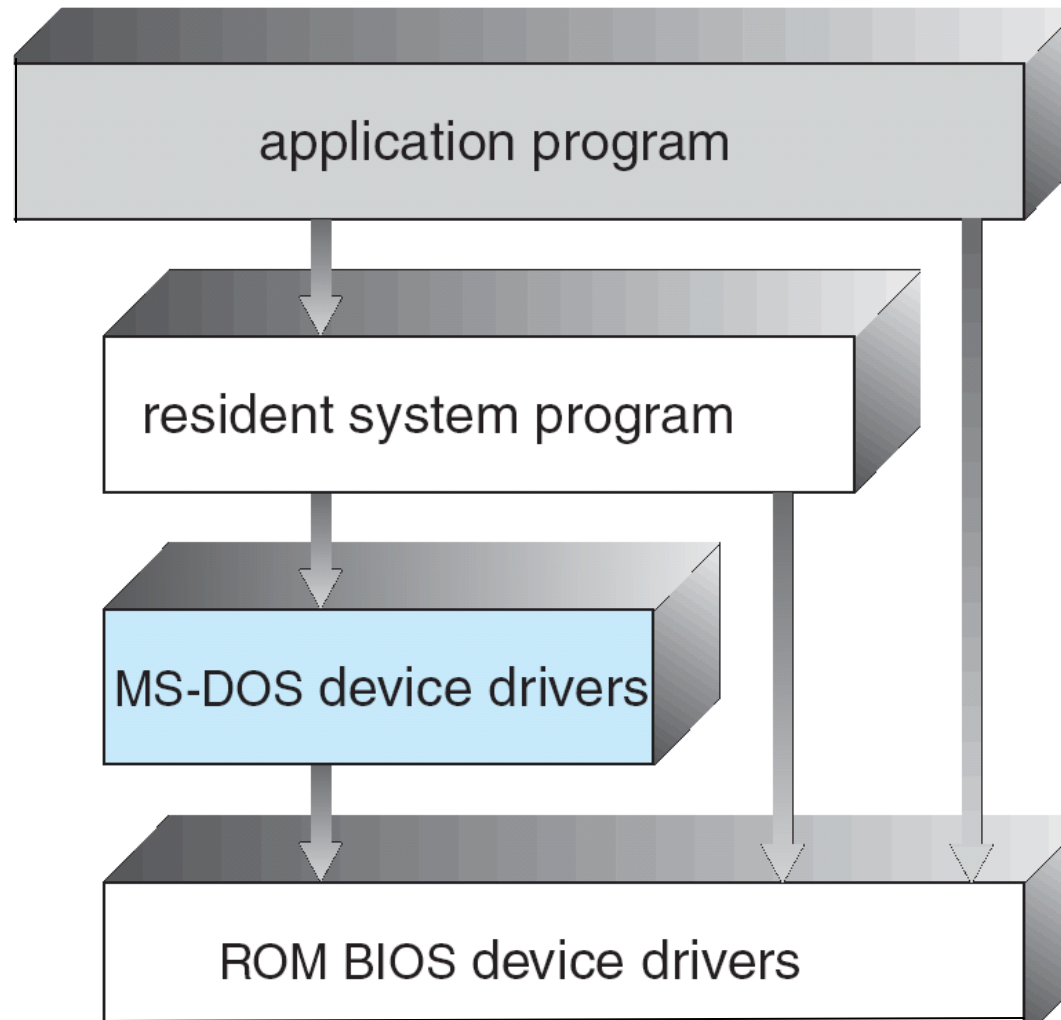 application program
resident system program
MS-DOS device drivers
ROM BIOS device drivers